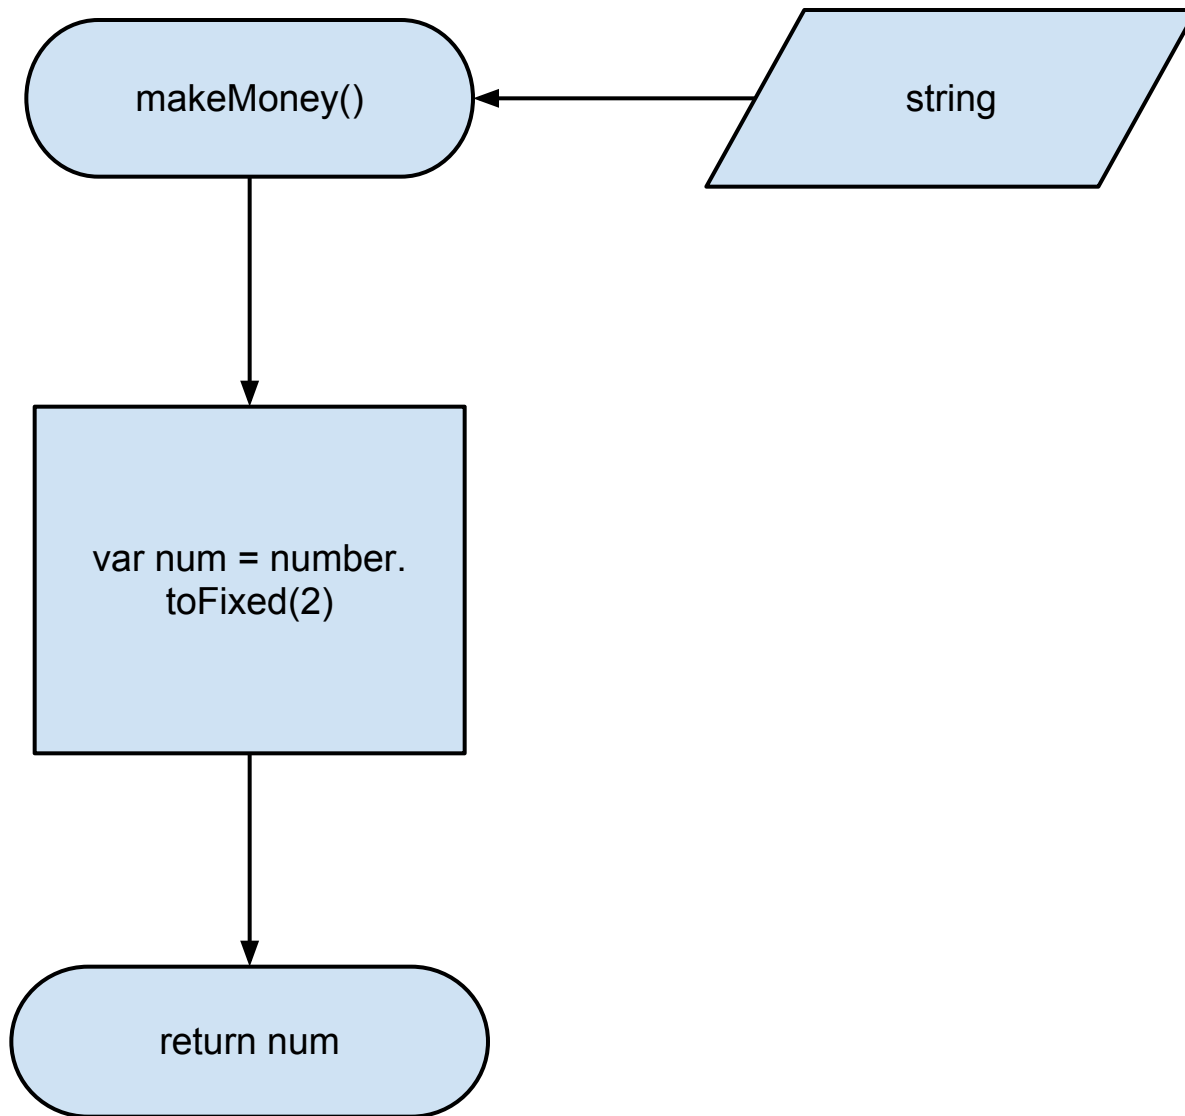 makeMoney()
string
var num = number.
toFixed(2)
return num